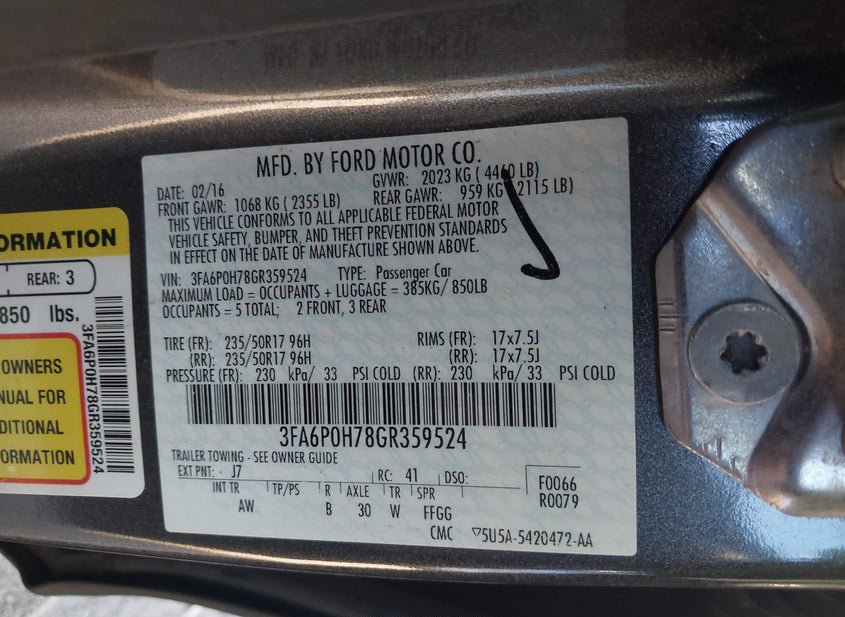 MFD. BY FORD MOTOR CO.
DATE: 02/16 GVWR: 2023 KG ( 4460 LB)
FRONT GAWR: 1068 KG ( 2355 LB) REAR GAWR: 959 KG ( 2115 LB)
THIS VEHICLE CONFORMS TO ALL APPLICABLE FEDERAL MOTOR
VEHICLE SAFETY, BUMPER, AND THEFT PREVENTION STANDARDS
IN EFFECT ON THE DATE OF MANUFACTURE SHOWN ABOVE.
VIN: 3FA6P0H78GR359524 TYPE: Passenger Car
MAXIMUM LOAD = OCCUPANTS + LUGGAGE = 385KG/ 850LB
OCCUPANTS = 5 TOTAL; 2 FRONT, 3 REAR
TIRE (FR): 235/50R17 96H RIMS (FR): 17x7.5J
(RR): 235/50R17 96H (RR): 17x7.5J
PRESSURE (FR): 230 kPa/ 33 PSI COLD (RR): 230 kPa/ 33 PSI COLD
3FA6P0H78GR359524
TRAILER TOWING - SEE OWNER GUIDE
EXT PNT: J7 RC: 41 DSO: F0066
R0079
INT TR TP/PS R AXLE TR SPR
AW B 30 W FFGG
CMC 5U5A-5420472-AA
ORMATION
REAR: 3
850 lbs.
OWNERS
NUAL FOR
DITIONAL
FORMATION
3FA6P0H78GR359524